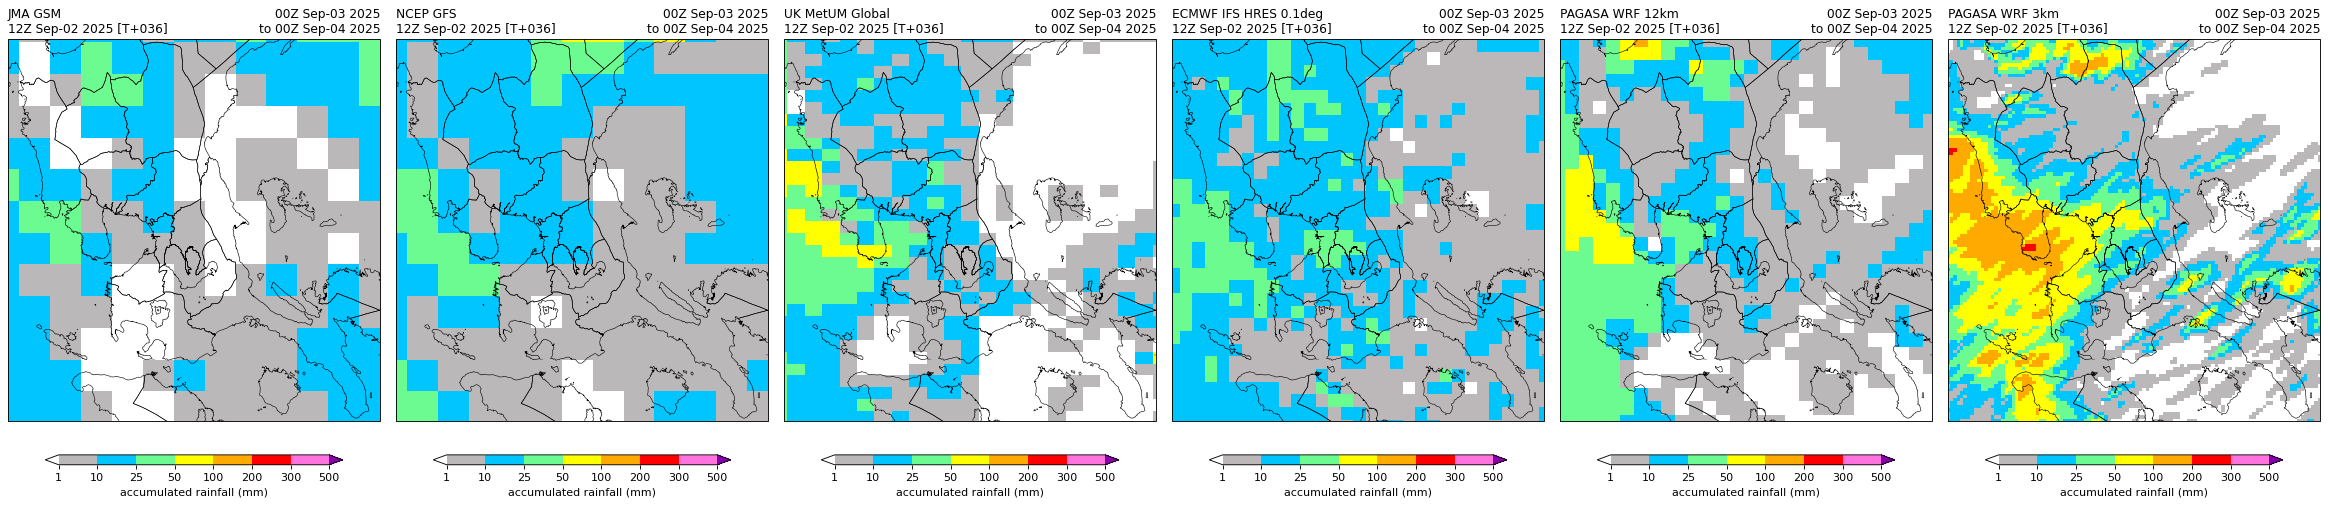 JMA GSM 00Z Sep-03 2025
12Z Sep-02 2025 [T+036] to 00Z Sep-04 2025
1 10 25 50 100 200 300 500
accumulated rainfall (mm)
NCEP GFS 00Z Sep-03 2025
12Z Sep-02 2025 [T+036] to 00Z Sep-04 2025
1 10 25 50 100 200 300 500
accumulated rainfall (mm)
UK MetUM Global 00Z Sep-03 2025
12Z Sep-02 2025 [T+036] to 00Z Sep-04 2025
1 10 25 50 100 200 300 500
accumulated rainfall (mm)
ECMWF IFS HRES 0.1deg 00Z Sep-03 2025
12Z Sep-02 2025 [T+036] to 00Z Sep-04 2025
1 10 25 50 100 200 300 500
accumulated rainfall (mm)
PAGASA WRF 12km 00Z Sep-03 2025
12Z Sep-02 2025 [T+036] to 00Z Sep-04 2025
1 10 25 50 100 200 300 500
accumulated rainfall (mm)
PAGASA WRF 3km 00Z Sep-03 2025
12Z Sep-02 2025 [T+036] to 00Z Sep-04 2025
1 10 25 50 100 200 300 500
accumulated rainfall (mm)